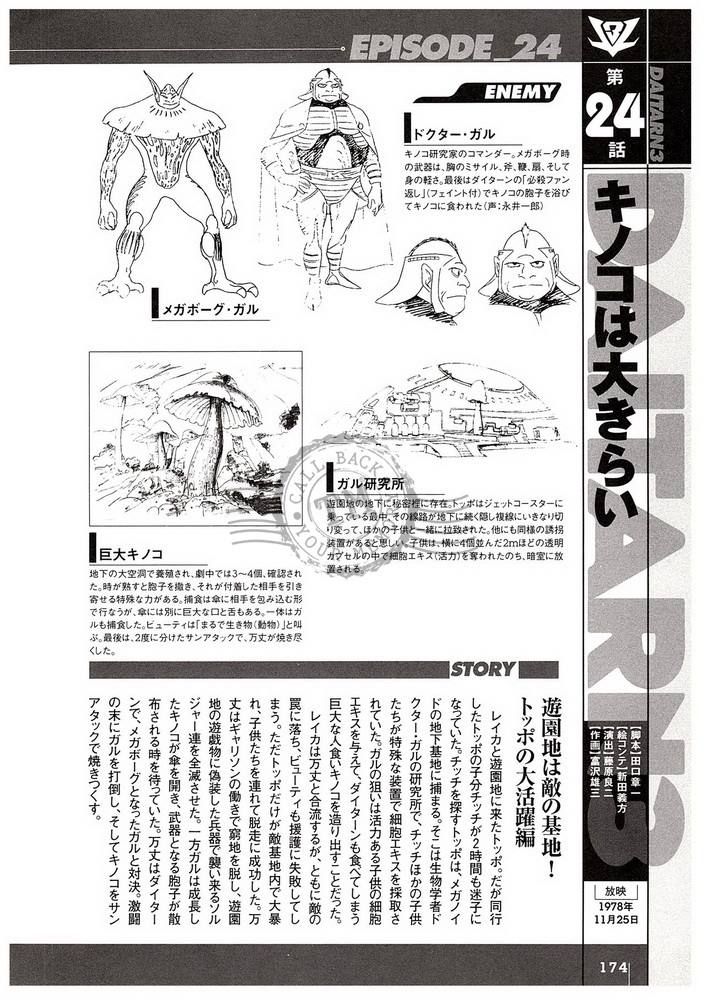 EPISODE_24
DAITARN3
第
24
話
キノコは大きらい
DAITARN3
【脚本】田口章一
【絵コンテ】新田義方
【演出】藤原良二
【作画】富沢雄三
放映
1978年
11月25日
174
ENEMY
ドクター・ガル
キノコ研究家のコマンダー。メガボーグ時
の武器は、胸のミサイル、斧、鞭、扇、そして
身の軽さ。最後はダイターンの「必殺ファン
返し」(フェイント付)でキノコの胞子を浴び
てキノコに食われた(声:永井一郎)
メガボーグ・ガル
ガル研究所
遊園地の地下に秘密裡に存在。トッポはジェットコースターに
乗っている最中、その線路が地下に続く隠し複線にいきなり切
り変って、ほかの子供と一緒に拉致された。他にも同様の誘拐
装置があると思しい。子供は、横に4個並んだ2mほどの透明
カプセルの中で細胞エキス(活力)を奪われたのち、暗室に放
置される
巨大キノコ
地下の大空洞で養殖され、劇中では3〜4個、確認され
た。時が熟すと胞子を撒き、それが付着した相手を引き
寄せる特殊な力がある。捕食は傘に相手を包み込む形
で行なうが、傘には別に巨大な口と舌もある。一体はガ
ルも捕食した。ビューティは「まるで生き物(動物)」と叫
ぶ。最後は、2度に分けたサンアタックで、万丈が焼き尽
くした。
CALL BACK
STORY
遊園地は敵の基地!
トッポの大活躍編
レイカと遊園地に来たトッポ。だが同行
したトッポの子分チッチが2時間も迷子に
なっていた。チッチを探すトッポは、メガノイ
ドの地下基地に捕まる。そこは生物学者ド
クター・ガルの研究所で、チッチほかの子供
たちが特殊な装置で細胞エキスを採取さ
れていた。ガルの狙いは活力ある子供の細胞
エキスを与えて、ダイターンも食べてしまう
巨大な人食いキノコを造り出すことだった。
レイカは万丈と合流するが、ともに敵の
罠に落ち、ビューティも援護に失敗してし
まう。ただトッポだけが敵基地内で大暴
れ、子供たちを連れて脱走に成功した。万
丈はギャリソンの働きで窮地を脱し、遊園
地の遊戯物に偽装した兵器で襲い来るソル
ジャー連を全滅させた。一方ガルは成長し
たキノコが傘を開き、武器となる胞子が散
布される時を待っていた。万丈はダイター
ンで、メガボーグとなったガルと対決。激闘
の末にガルを打倒し、そしてキノコをサン
アタックで焼きつくす。